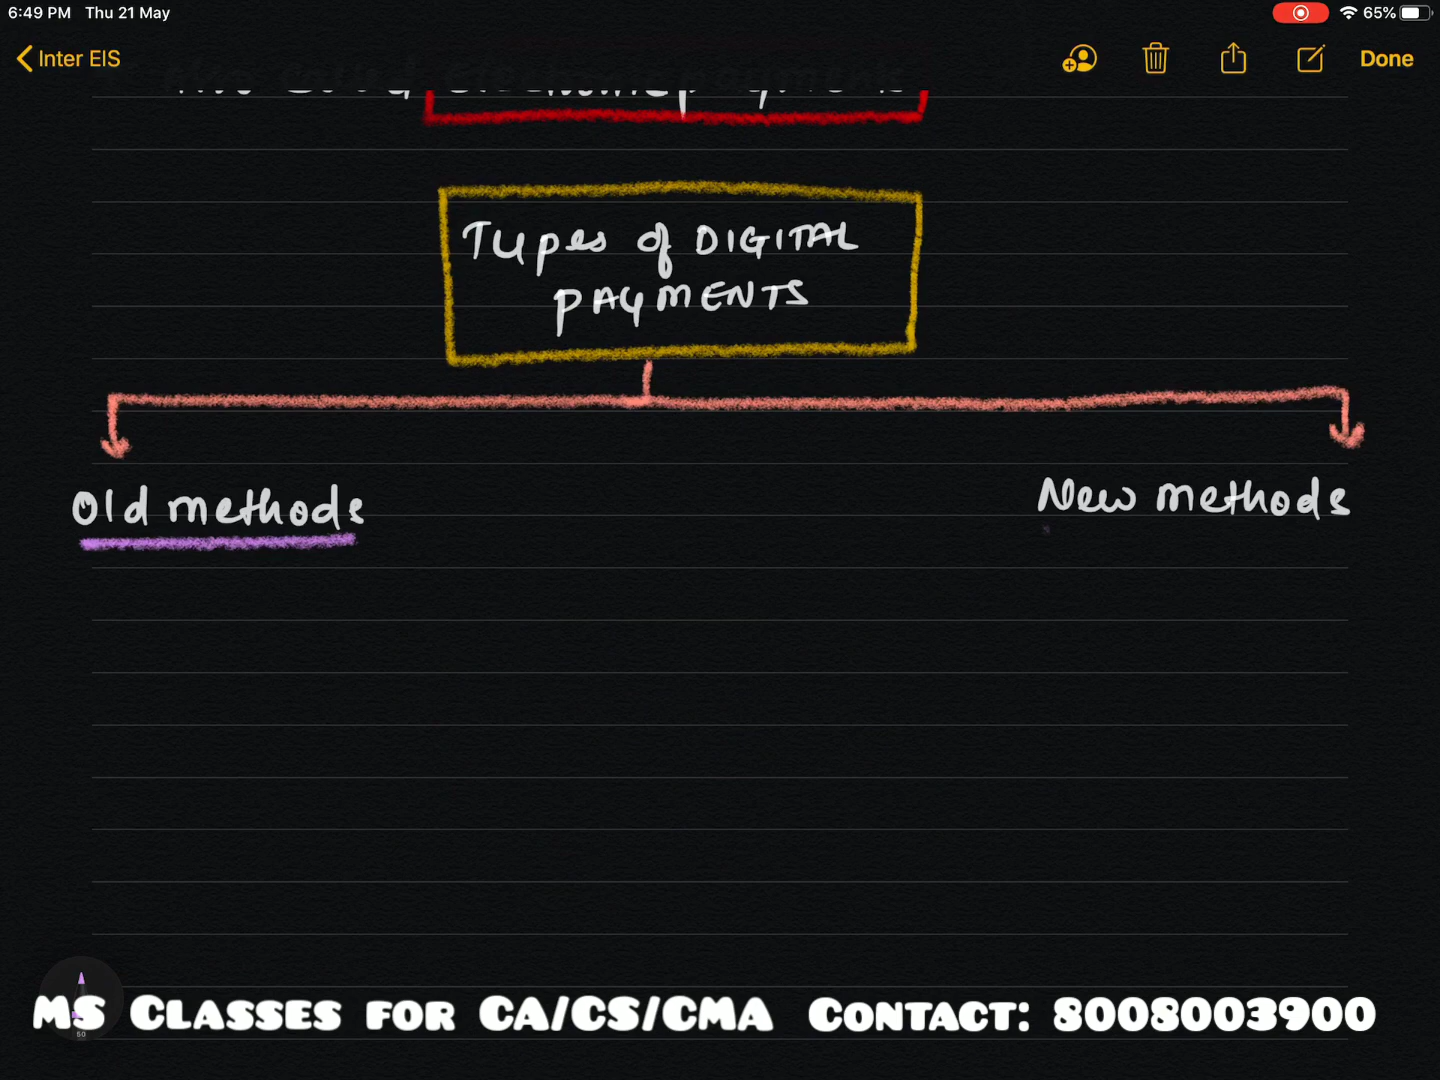 6:49 PM Thu 21 May
65%
Inter EIS
Done
Types of DIGITAL
PAYMENTS
Old methods
New methods
50
MS CLASSES FOR CA/CS/CMA CONTACT: 8008003900